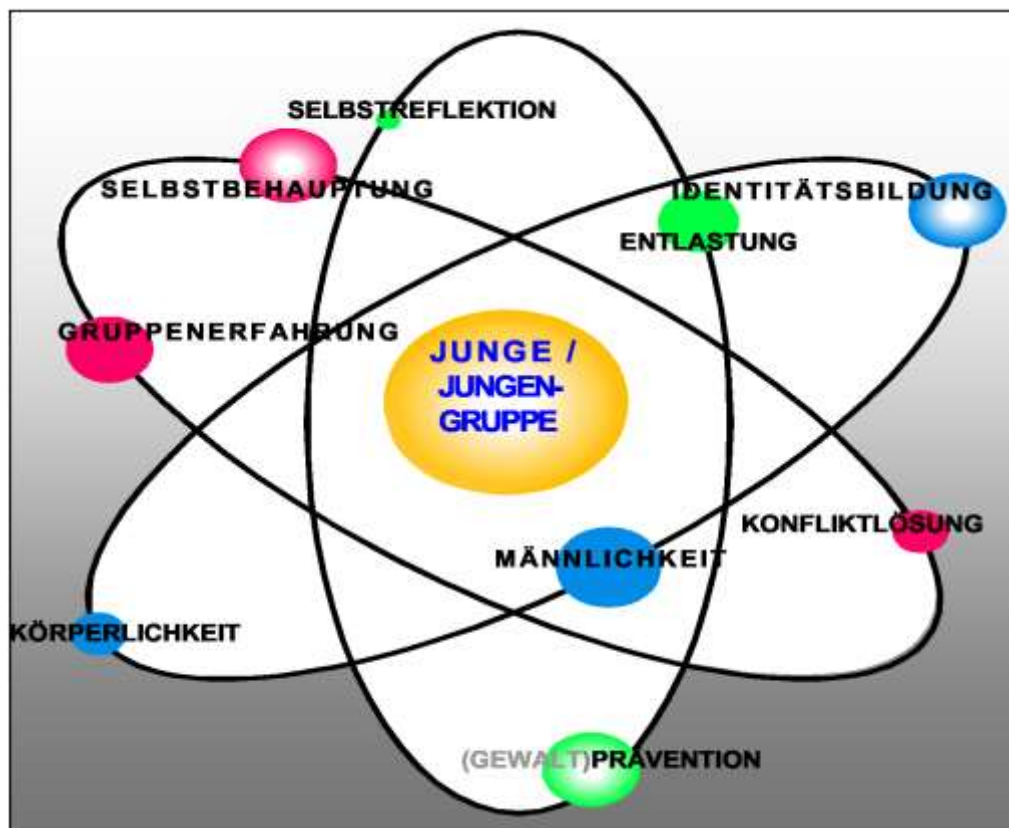 SELBSTREFLEKTION
SELBSTBEHAUPTUNG
IDENTITÄTSBILDUNG
ENTLASTUNG
GRUPPENERFAHRUNG
JUNGE /
JUNGEN-
GRUPPE
KONFLIKTLÖSUNG
MÄNNLICHKEIT
KÖRPERLICHKEIT
(GEWALT)PRÄVENTION